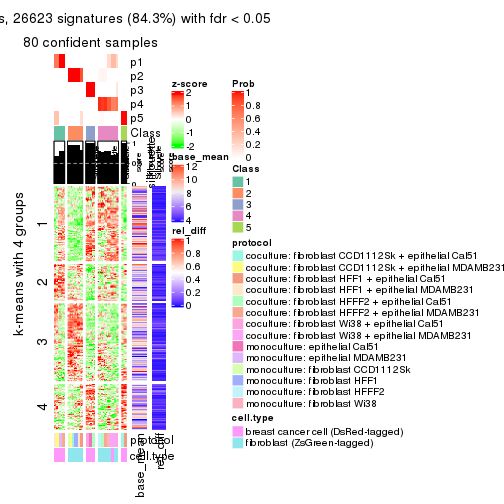 s, 26623 signatures (84.3%) with fdr < 0.05
80 confident samples
p1
p2
p3
p4
p5
Class
1
0.5
0
silhouette
score
k-means with 4 groups
1
2
3
4
protocol
cell.type
base_mean
rel_diff
z-score
2
1
0
-1
-2
base_mean
12
10
8
6
4
rel_diff
1
0.8
0.6
0.4
0.2
0
Prob
1
0.8
0.6
0.4
0.2
0
Class
1
2
3
4
5
protocol
coculture: fibroblast CCD1112Sk + epithelial Cal51
coculture: fibroblast CCD1112Sk + epithelial MDAMB231
coculture: fibroblast HFF1 + epithelial Cal51
coculture: fibroblast HFF1 + epithelial MDAMB231
coculture: fibroblast HFFF2 + epithelial Cal51
coculture: fibroblast HFFF2 + epithelial MDAMB231
coculture: fibroblast Wi38 + epithelial Cal51
coculture: fibroblast Wi38 + epithelial MDAMB231
monoculture: epithelial Cal51
monoculture: epithelial MDAMB231
monoculture: fibroblast CCD1112Sk
monoculture: fibroblast HFF1
monoculture: fibroblast HFFF2
monoculture: fibroblast Wi38
cell.type
breast cancer cell (DsRed-tagged)
fibroblast (ZsGreen-tagged)